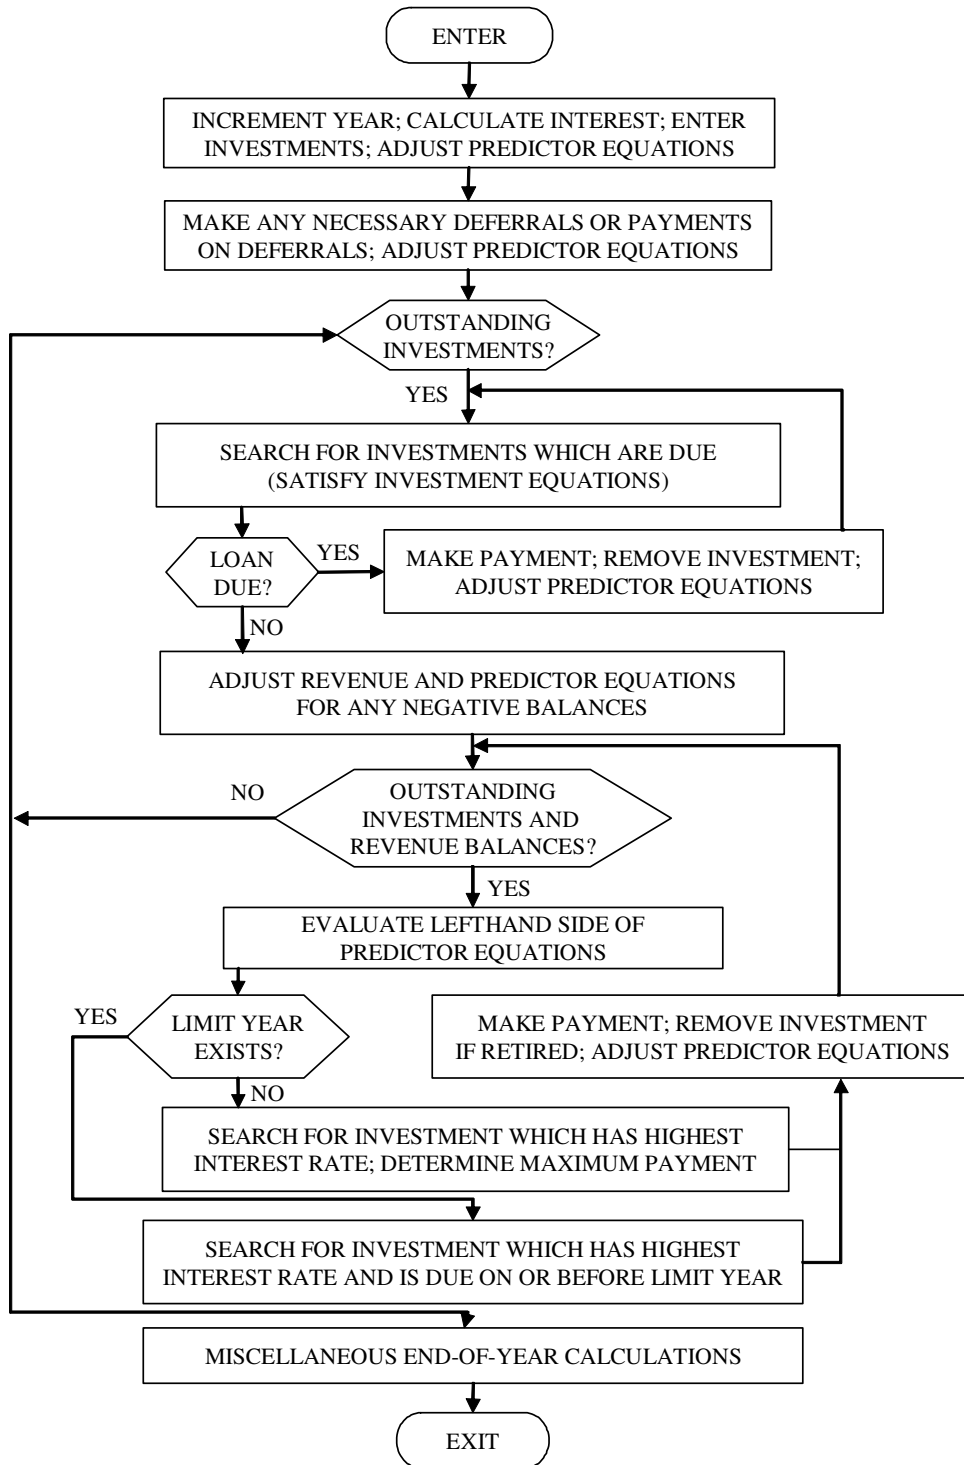 ENTER
INCREMENT YEAR; CALCULATE INTEREST; ENTER
INVESTMENTS; ADJUST PREDICTOR EQUATIONS
MAKE ANY NECESSARY DEFERRALS OR PAYMENTS
ON DEFERRALS; ADJUST PREDICTOR EQUATIONS
OUTSTANDING
INVESTMENTS?
YES
SEARCH FOR INVESTMENTS WHICH ARE DUE
(SATISFY INVESTMENT EQUATIONS)
LOAN
DUE?
YES
MAKE PAYMENT; REMOVE INVESTMENT;
ADJUST PREDICTOR EQUATIONS
NO
ADJUST REVENUE AND PREDICTOR EQUATIONS
FOR ANY NEGATIVE BALANCES
NO
OUTSTANDING
INVESTMENTS AND
REVENUE BALANCES?
YES
EVALUATE LEFTHAND SIDE OF
PREDICTOR EQUATIONS
YES
LIMIT YEAR
EXISTS?
MAKE PAYMENT; REMOVE INVESTMENT
IF RETIRED; ADJUST PREDICTOR EQUATIONS
NO
SEARCH FOR INVESTMENT WHICH HAS HIGHEST
INTEREST RATE; DETERMINE MAXIMUM PAYMENT
SEARCH FOR INVESTMENT WHICH HAS HIGHEST
INTEREST RATE AND IS DUE ON OR BEFORE LIMIT YEAR
MISCELLANEOUS END-OF-YEAR CALCULATIONS
EXIT